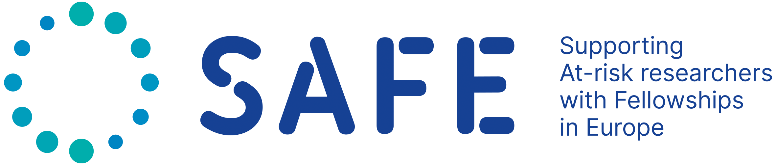 SAFE
Supporting
At-risk researchers
with Fellowships
in Europe